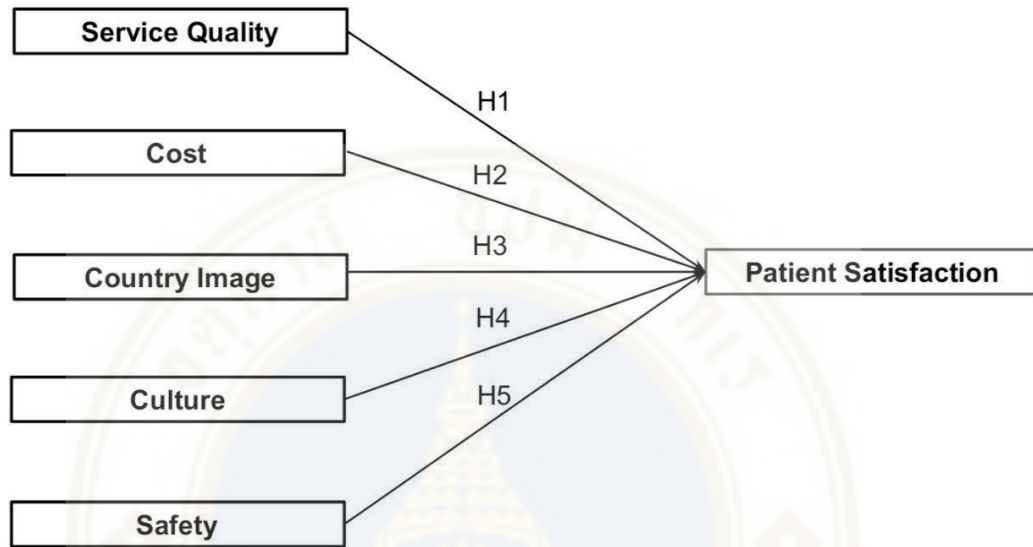 Service Quality
H1
Cost
H2
Country Image
H3
Patient Satisfaction
H4
Culture
H5
Safety